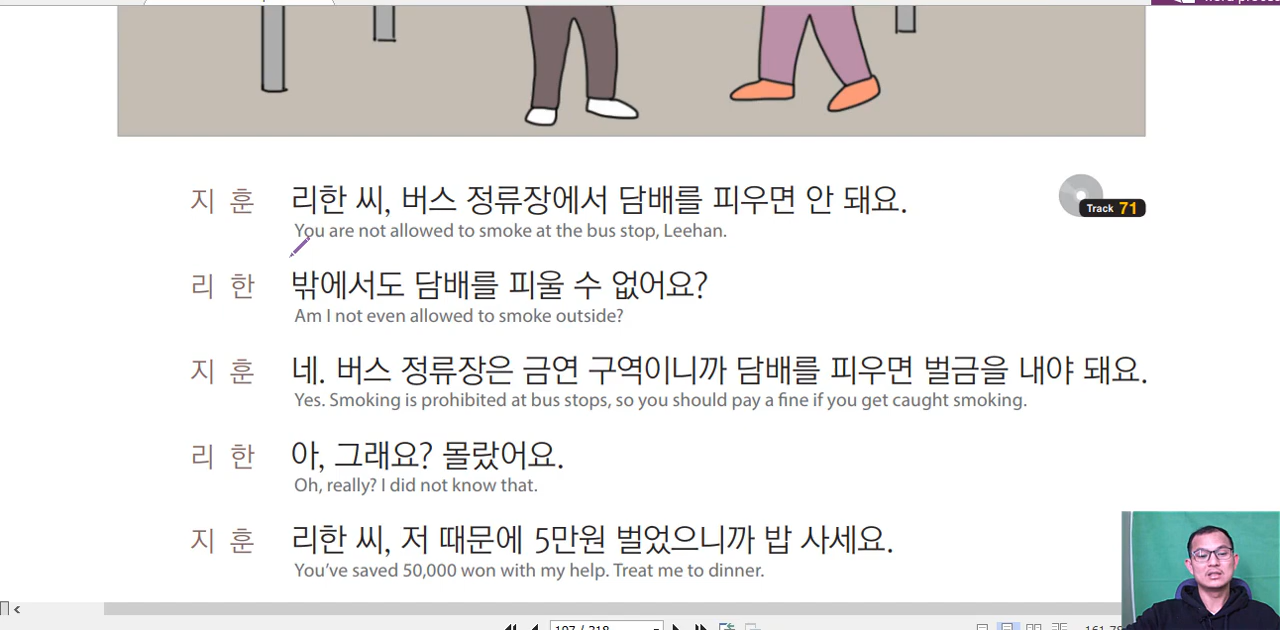 지 훈 리한 씨, 버스 정류장에서 담배를 피우면 안 돼요.
Track 71
You are not allowed to smoke at the bus stop, Leehan.
리 한 밖에서도 담배를 피울 수 없어요?
Am I not even allowed to smoke outside?
지 훈 네. 버스 정류장은 금연 구역이니까 담배를 피우면 벌금을 내야 돼요.
Yes. Smoking is prohibited at bus stops, so you should pay a fine if you get caught smoking.
리 한 아, 그래요? 몰랐어요.
Oh, really? I did not know that.
지 훈 리한 씨, 저 때문에 5만원 벌었으니까 밥 사세요.
You’ve saved 50,000 won with my help. Treat me to dinner.